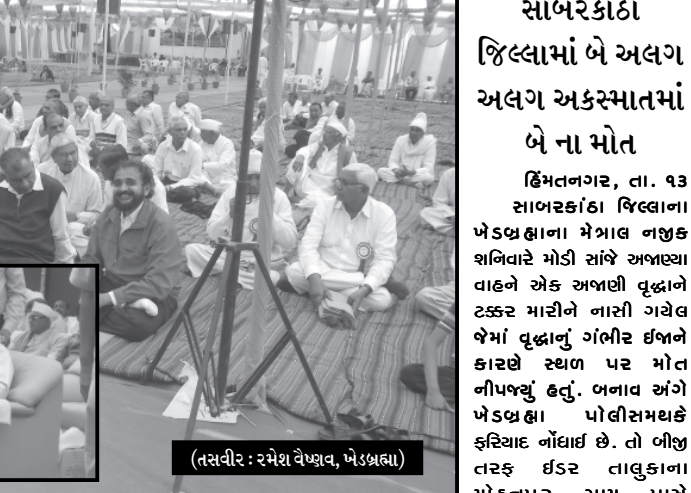 (તસવીર : રમેશ વૈષ્ણવ, ખેડબ્રહ્મા)
સાબરકાંઠા
જિલ્લામાં બે અલગ
અલગ અકસ્માતમાં
બે ના મોત
હિંમતનગર, તા. ૧૩
સાબરકાંઠા જિલ્લાના
ખેડબ્રહ્માના મેત્રાલ નજીક
શનિવારે મોડી સાંજે અજાણ્યા
વાહને એક અજાણી વૃદ્ધાને
ટક્કર મારીને નાસી ગયેલ
જેમાં વૃદ્ધાનું ગંભીર ઈજાને
કારણે સ્થળ પર મોત
નીપજ્યું હતું. બનાવ અંગે
ખેડબ્રહ્મા પોલીસમથકે
ફરિયાદ નોંધાઈ છે. તો બીજી
તરફ ઈડર તાલુકાના